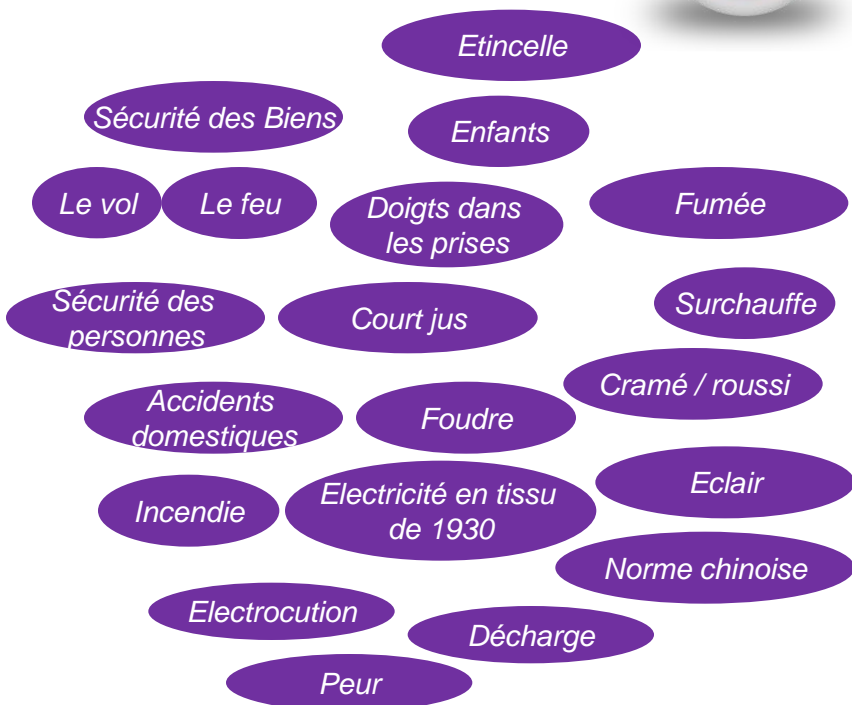 Etincelle
Sécurité des Biens
Enfants
Le vol
Le feu
Doigts dans
les prises
Fumée
Sécurité des
personnes
Court jus
Surchauffe
Cramé / roussi
Accidents
domestiques
Foudre
Eclair
Incendie
Electricité en tissu
de 1930
Norme chinoise
Electrocution
Décharge
Peur